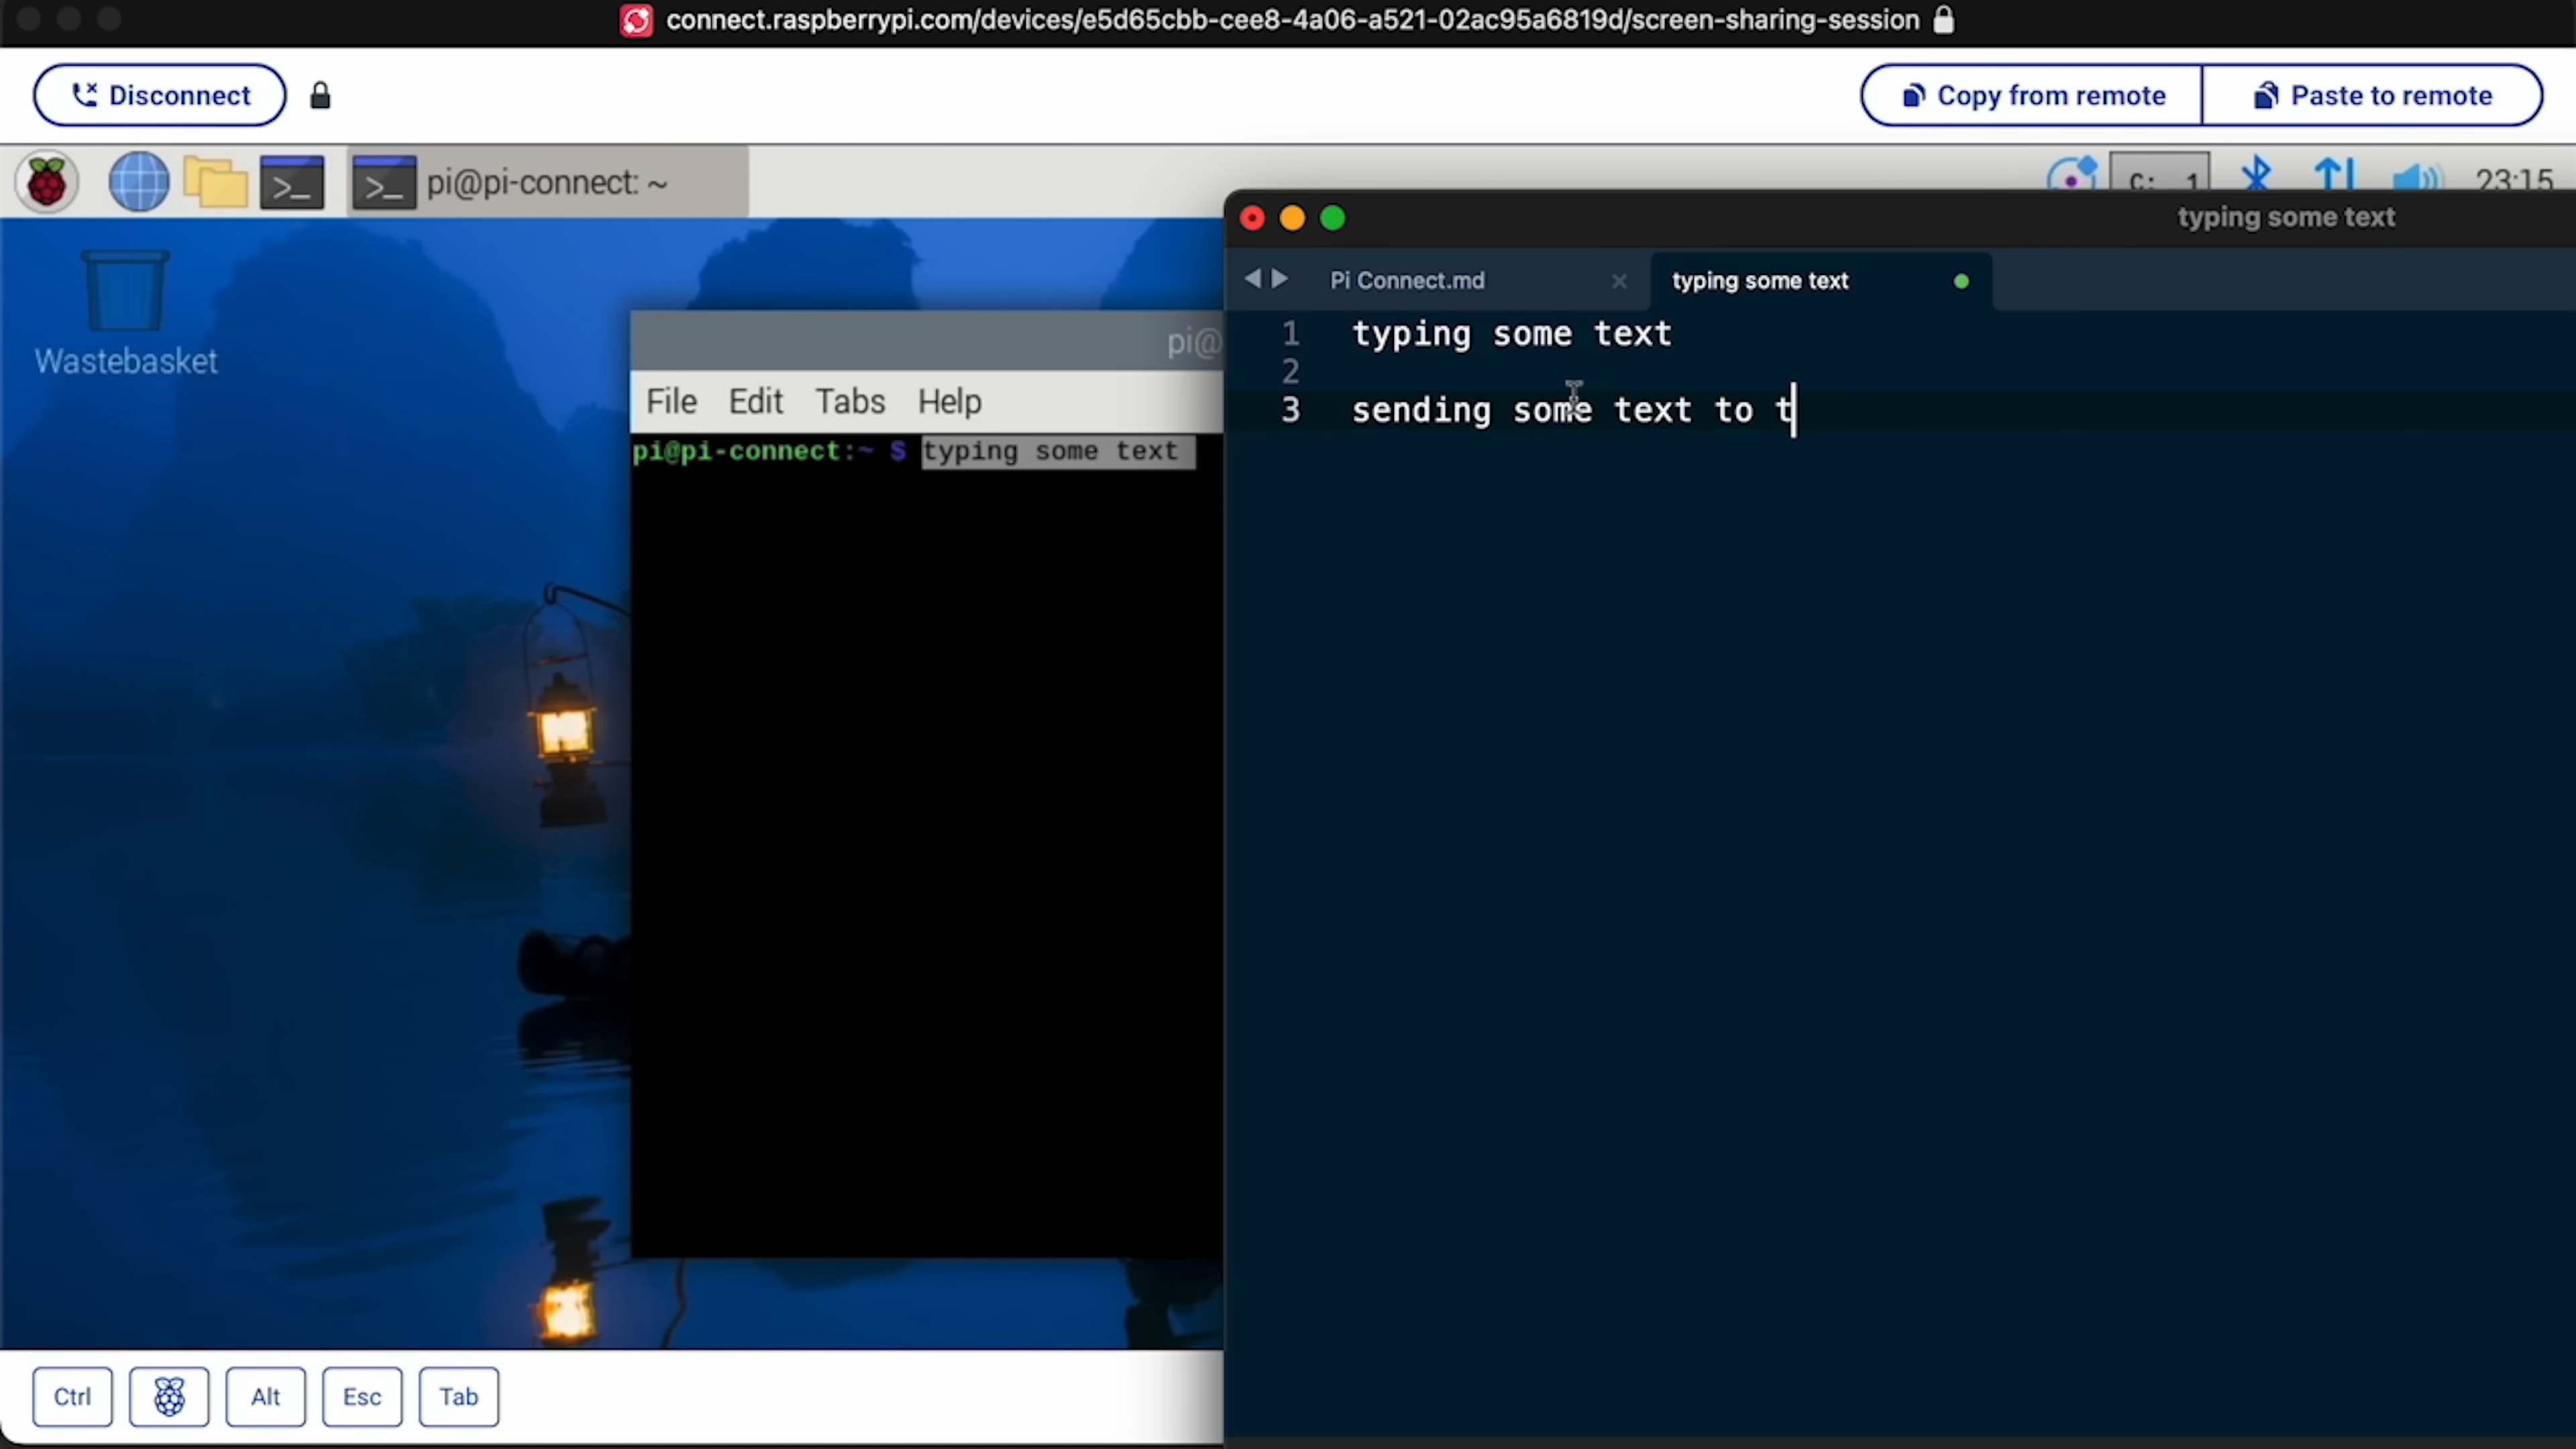 connect.raspberrypi.com/devices/e5d65cbb-cee8-4a06-a521-02ac95a6819d/screen-sharing-session
Disconnect
Copy from remote
Paste to remote
pi@pi-connect: ~
C: 1
23:15
Wastebasket
pi@
File Edit Tabs Help
pi@pi-connect:~ $ typing some text
typing some text
Pi Connect.md
typing some text
1 typing some text
2
3 sending some text to t
Ctrl
Alt
Esc
Tab